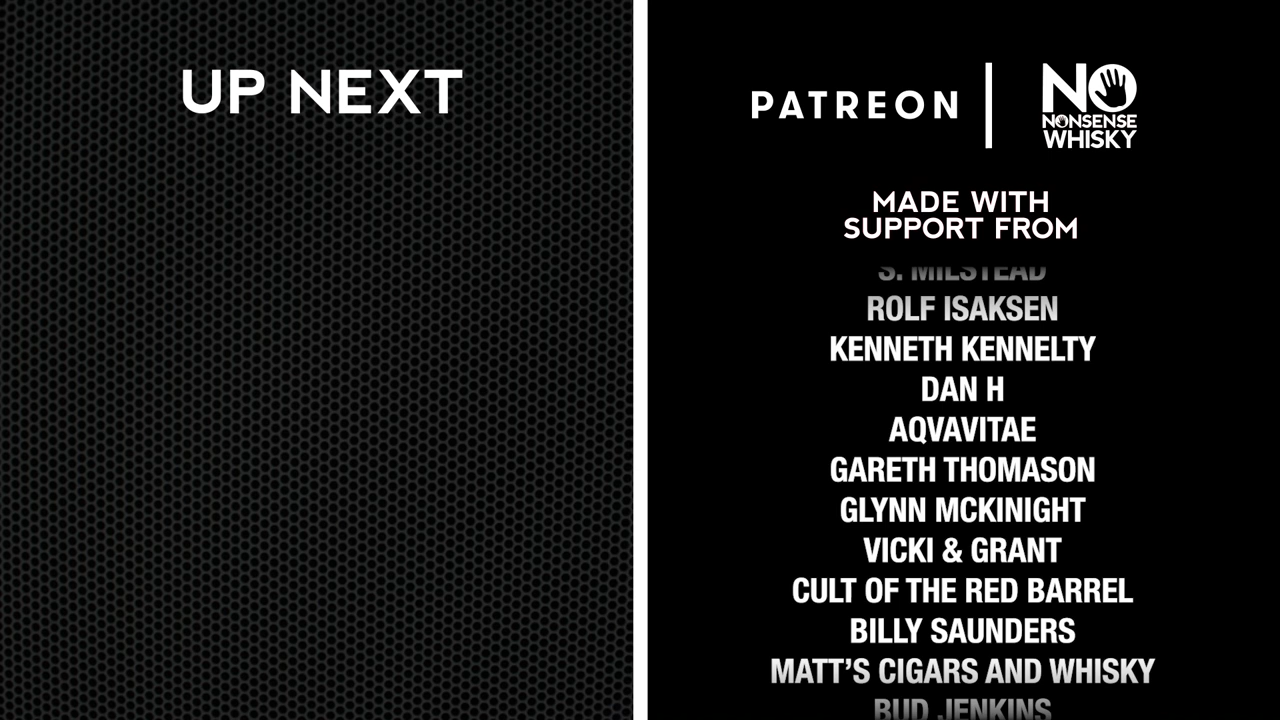 UP NEXT
PATREON
NO
NONSENSE
WHISKY
MADE WITH
SUPPORT FROM
S. MILSTEAD
ROLF ISAKSEN
KENNETH KENNELTY
DAN H
AQVAVITAE
GARETH THOMASON
GLYNN MCKINIGHT
VICKI & GRANT
CULT OF THE RED BARREL
BILLY SAUNDERS
MATT’S CIGARS AND WHISKY
BUD JENKINS